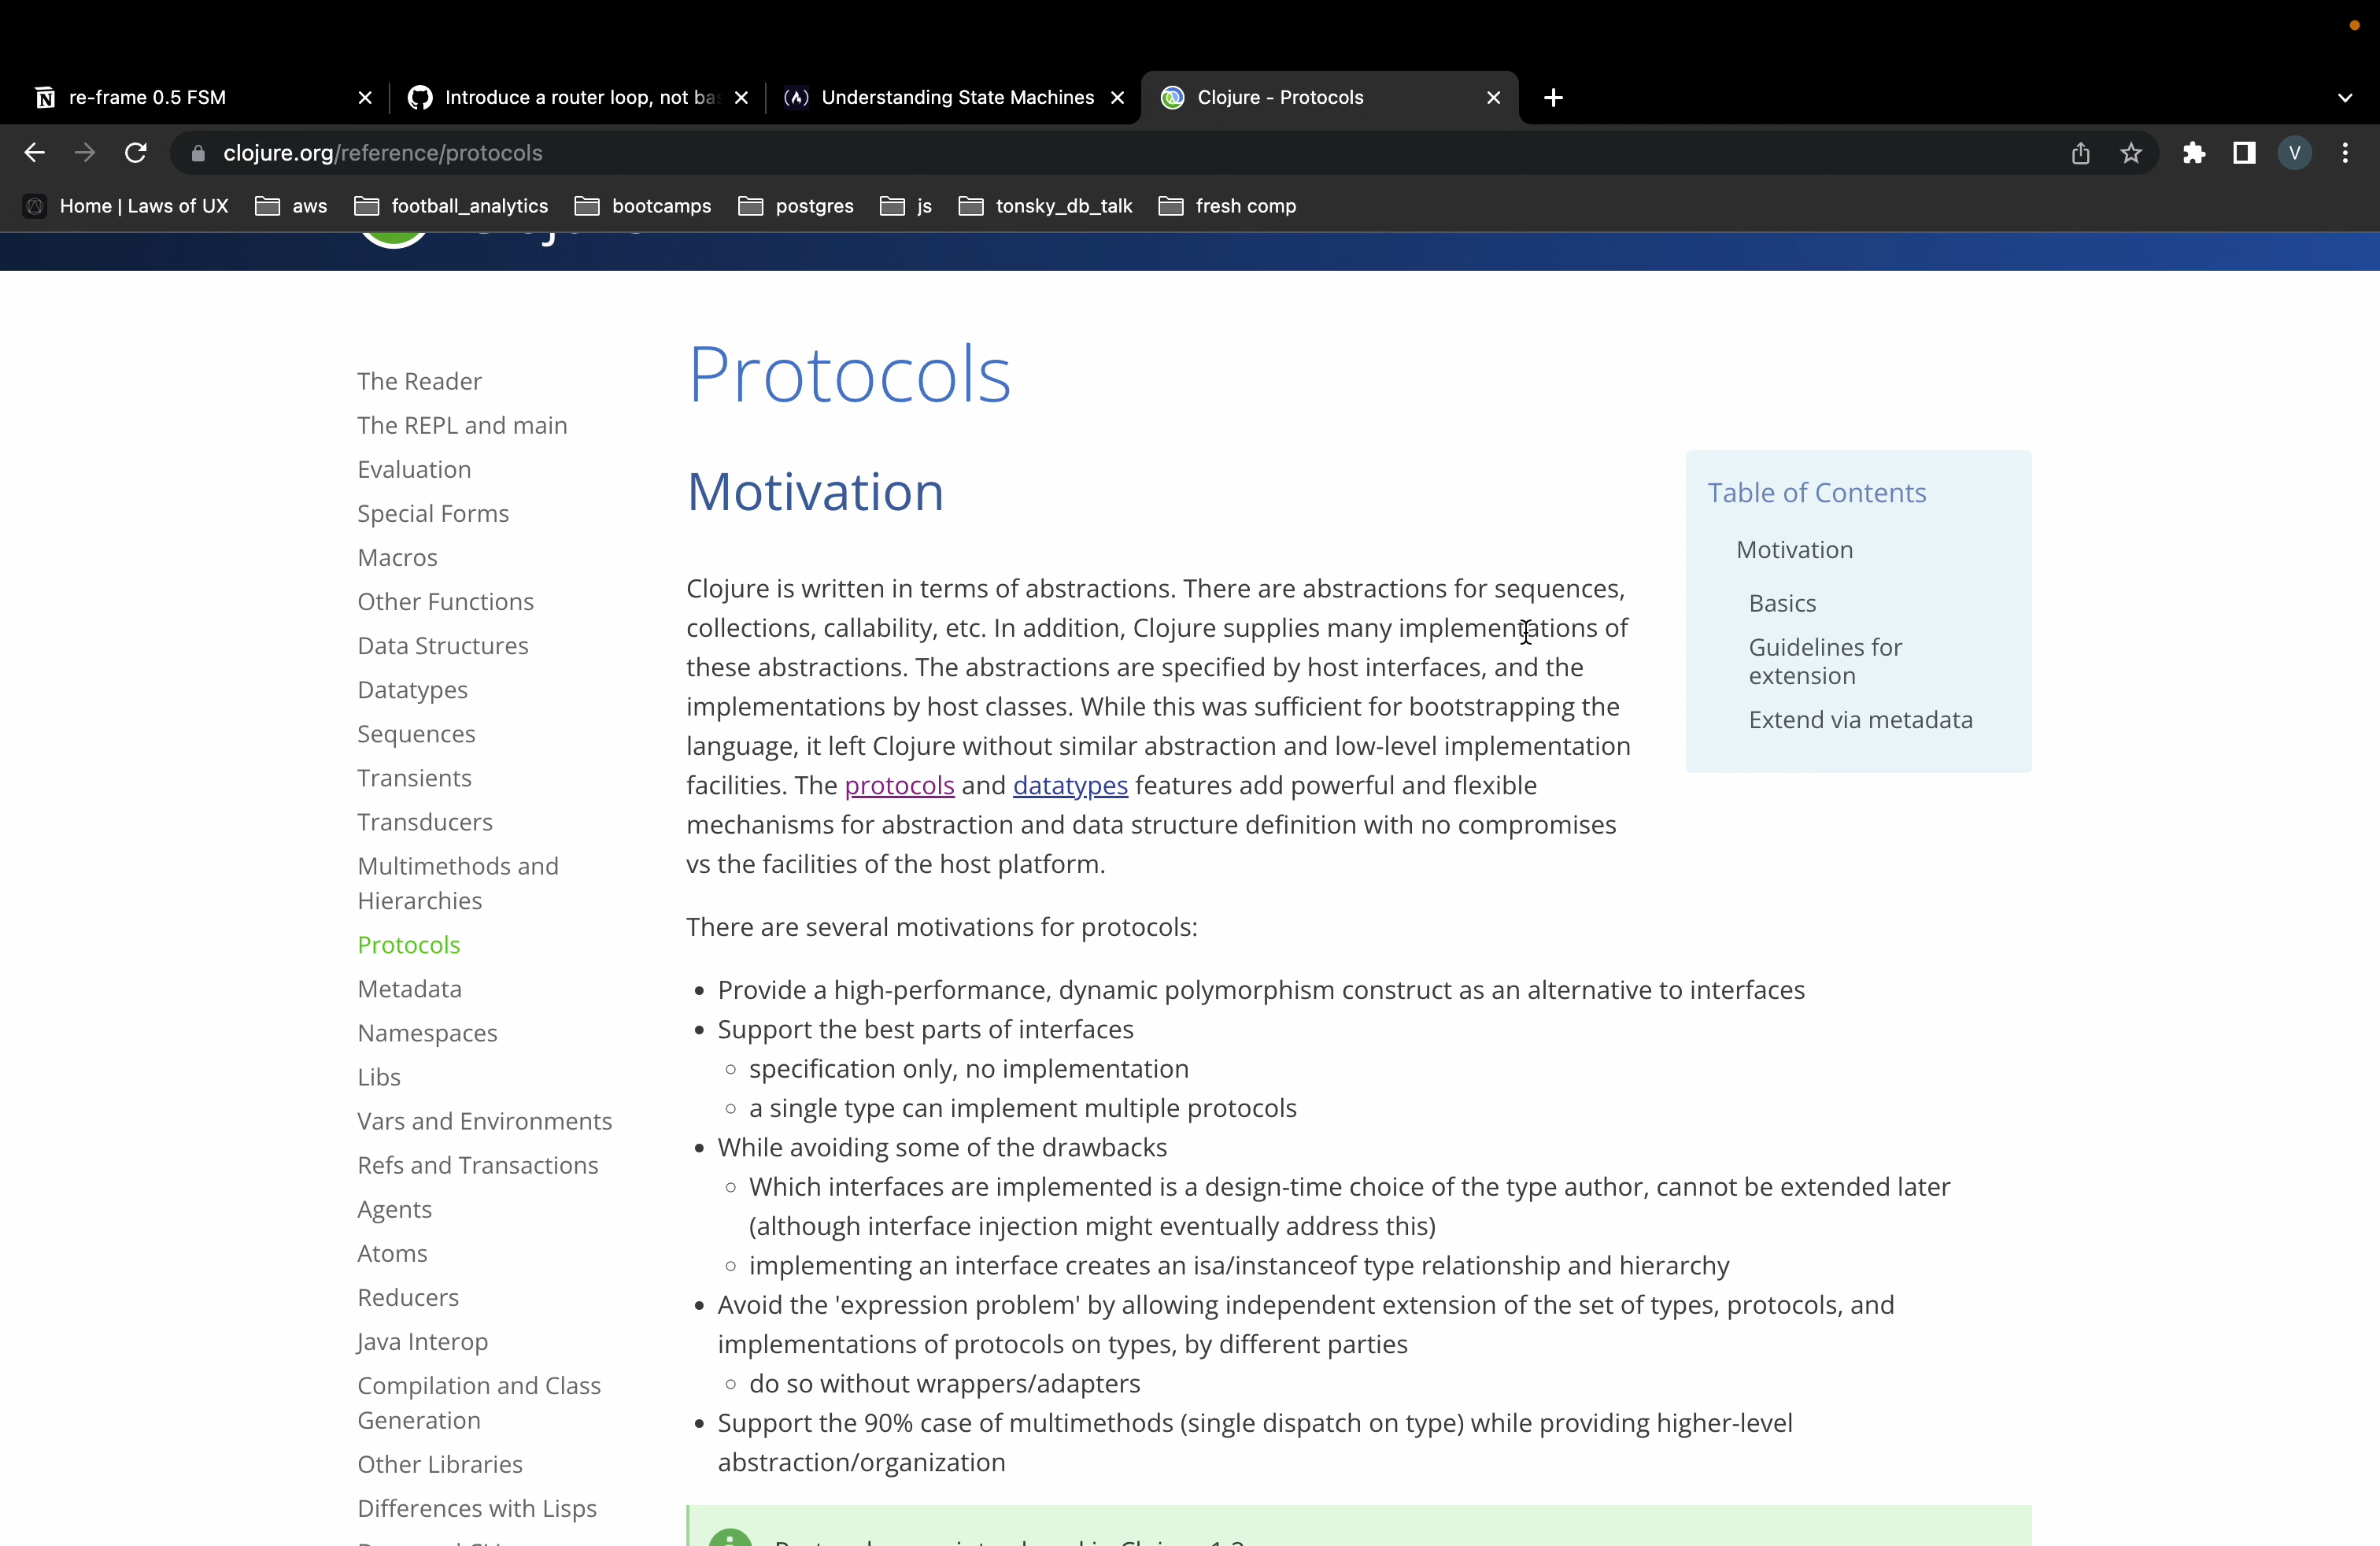 re-frame 0.5 FSM
Introduce a router loop, not ba
Understanding State Machines
Clojure - Protocols
clojure.org/reference/protocols
V
Home | Laws of UX
aws
football_analytics
bootcamps
postgres
js
tonsky_db_talk
fresh comp
The Reader
The REPL and main
Evaluation
Special Forms
Macros
Other Functions
Data Structures
Datatypes
Sequences
Transients
Transducers
Multimethods and
Hierarchies
Protocols
Metadata
Namespaces
Libs
Vars and Environments
Refs and Transactions
Agents
Atoms
Reducers
Java Interop
Compilation and Class
Generation
Other Libraries
Differences with Lisps
Protocols
Motivation
Clojure is written in terms of abstractions. There are abstractions for sequences,
collections, callability, etc. In addition, Clojure supplies many implementations of
these abstractions. The abstractions are specified by host interfaces, and the
implementations by host classes. While this was sufficient for bootstrapping the
language, it left Clojure without similar abstraction and low-level implementation
facilities. The protocols and datatypes features add powerful and flexible
mechanisms for abstraction and data structure definition with no compromises
vs the facilities of the host platform.
There are several motivations for protocols:
• Provide a high-performance, dynamic polymorphism construct as an alternative to interfaces
• Support the best parts of interfaces
◦ specification only, no implementation
◦ a single type can implement multiple protocols
• While avoiding some of the drawbacks
◦ Which interfaces are implemented is a design-time choice of the type author, cannot be extended later
(although interface injection might eventually address this)
◦ implementing an interface creates an isa/instanceof type relationship and hierarchy
• Avoid the 'expression problem' by allowing independent extension of the set of types, protocols, and
implementations of protocols on types, by different parties
◦ do so without wrappers/adapters
• Support the 90% case of multimethods (single dispatch on type) while providing higher-level
abstraction/organization
Table of Contents
Motivation
Basics
Guidelines for
extension
Extend via metadata